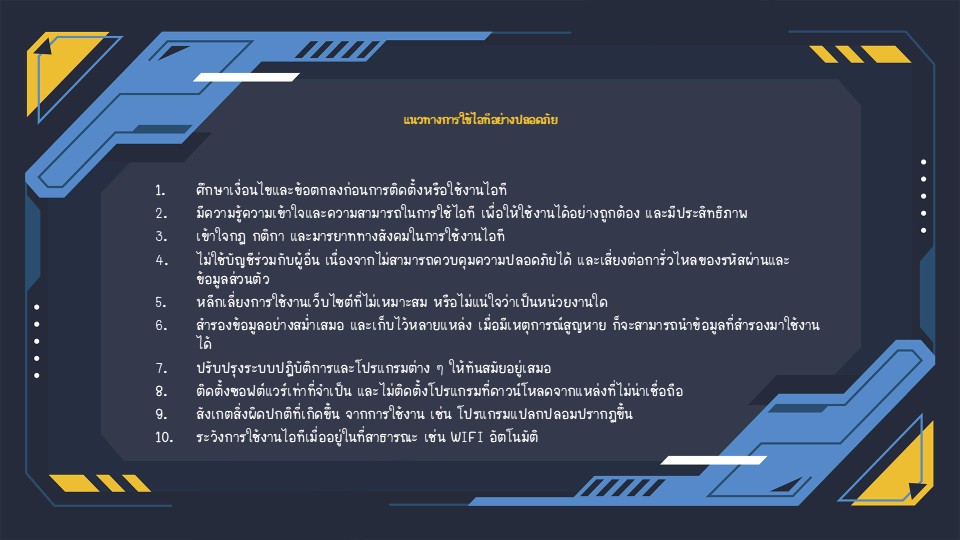 แนวทางการใช้ไอทีอย่างปลอดภัย
1. ศึกษาเงื่อนไขและข้อตกลงก่อนการติดตั้งหรือใช้งานไอที
2. มีความรู้ความเข้าใจและความสามารถในการใช้ไอที เพื่อให้ใช้งานได้อย่างถูกต้อง และมีประสิทธิภาพ
3. เข้าใจกฎ กติกา และมารยาททางสังคมในการใช้งานไอที
4. ไม่ใช้บัญชีร่วมกับผู้อื่น เนื่องจากไม่สามารถควบคุมความปลอดภัยได้ และเสี่ยงต่อการั่วไหลของรหัสผ่านและ
ข้อมูลส่วนตัว
5. หลีกเลี่ยงการใช้งานเว็บไซต์ที่ไม่เหมาะสม หรือไม่แน่ใจว่าเป็นหน่วยงานใด
6. สำรองข้อมูลอย่างสม่ำเสมอ และเก็บไว้หลายแหล่ง เมื่อมีเหตุการณ์สูญหาย ก็จะสามารถนำข้อมูลที่สำรองมาใช้งาน
ได้
7. ปรับปรุงระบบปฏิบัติการและโปรแกรมต่าง ๆ ให้ทันสมัยอยู่เสมอ
8. ติดตั้งซอฟต์แวร์เท่าที่จำเป็น และไม่ติดตั้งโปรแกรมที่ดาวน์โหลดจากแหล่งที่ไม่น่าเชื่อถือ
9. สังเกตสิ่งผิดปกติที่เกิดขึ้น จากการใช้งาน เช่น โปรแกรมแปลกปลอมปรากฎขึ้น
10. ระวังการใช้งานไอทีเมื่ออยู่ในที่สาธารณะ เช่น WIFI อัตโนมัติ